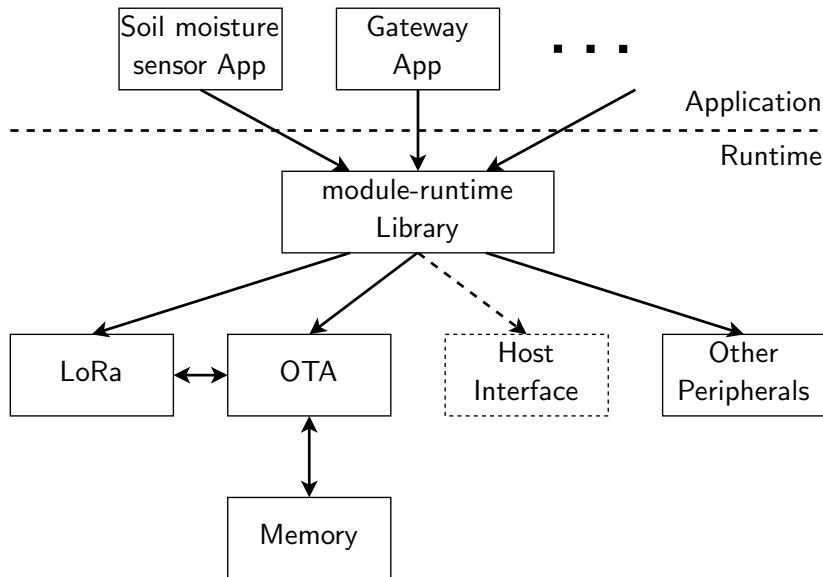 Soil moisture
sensor App
Gateway
App
. . .
Application
Runtime
module-runtime
Library
LoRa
OTA
Host
Interface
Other
Peripherals
Memory